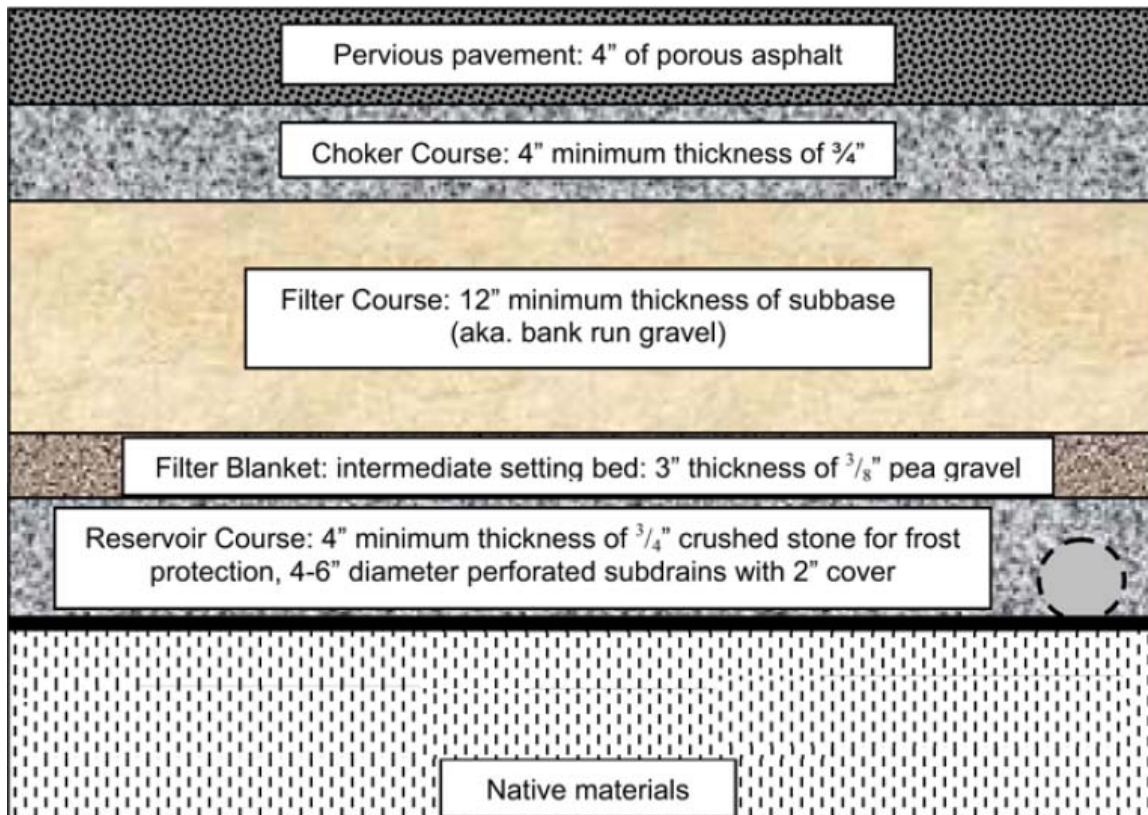 Pervious pavement: 4” of porous asphalt
Choker Course: 4” minimum thickness of ¾”
Filter Course: 12” minimum thickness of subbase
(aka. bank run gravel)
Filter Blanket: intermediate setting bed: 3” thickness of 3/8” pea gravel
Reservoir Course: 4” minimum thickness of 3/4” crushed stone for frost
protection, 4-6” diameter perforated subdrains with 2” cover
Native materials